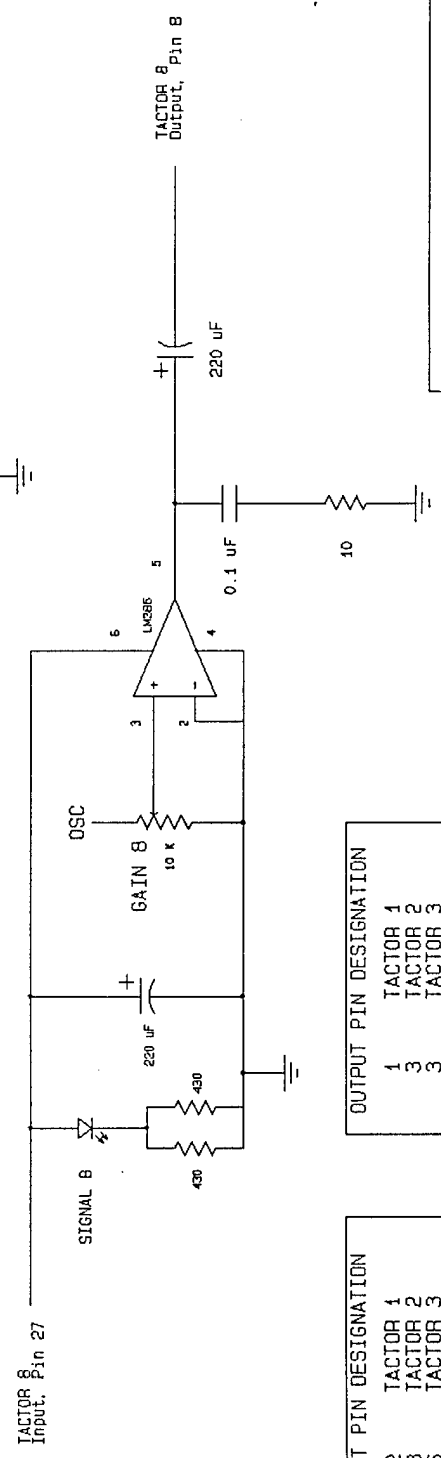 TACTOR 8
Input, Pin 27
SIGNAL 8
430
430
220 uF
+
GAIN 8
10 K
OSC
3
2
+
-
6
LM386
4
5
0.1 uF
10
+
220 uF
TACTOR 8
Output, Pin 8
T PIN DESIGNATION
TACTOR 1
TACTOR 2
TACTOR 3
OUTPUT PIN DESIGNATION
1 TACTOR 1
3 TACTOR 2
3 TACTOR 3